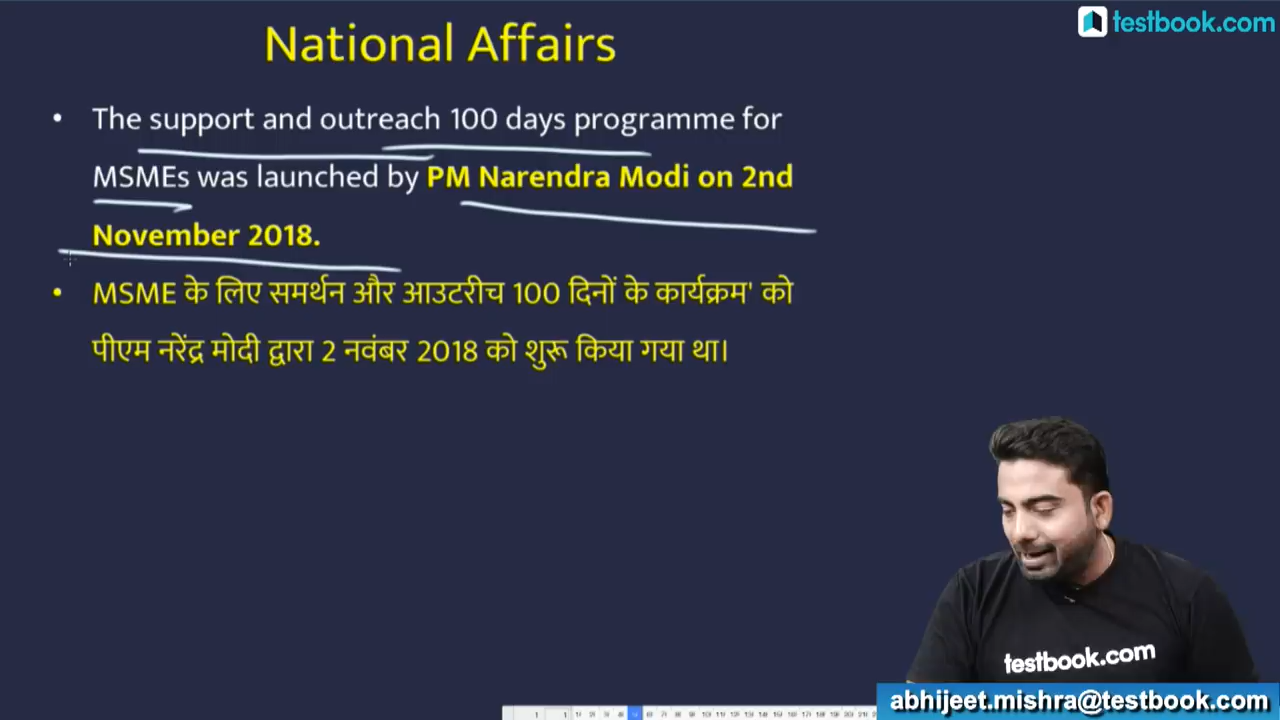 testbook.com
National Affairs
• The support and outreach 100 days programme for
MSMEs was launched by PM Narendra Modi on 2nd
November 2018.
• MSME के लिए समर्थन और आउटरीच 100 दिनों के कार्यक्रम' को
पीएम नरेंद्र मोदी द्वारा 2 नवंबर 2018 को शुरू किया गया था।
testbook.com
abhijeet.mishra@testbook.com